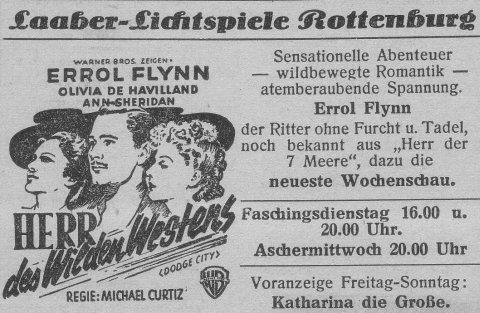 Laaber-Lichtspiele Rottenburg
WARNER BROS. ZEIGEN:
ERROL FLYNN
OLIVIA DE HAVILLAND
ANN SHERIDAN
HERR
des Wilden Westens
(DODGE CITY)
REGIE: MICHAEL CURTIZ
WB
Sensationelle Abenteuer
— wildbewegte Romantik —
atemberaubende Spannung.
Errol Flynn
der Ritter ohne Furcht u. Tadel,
noch bekannt aus „Herr der
7 Meere“, dazu die
neueste Wochenschau.
Faschingsdienstag 16.00 u.
20.00 Uhr.
Aschermittwoch 20.00 Uhr
Voranzeige Freitag-Sonntag:
Katharina die Große.